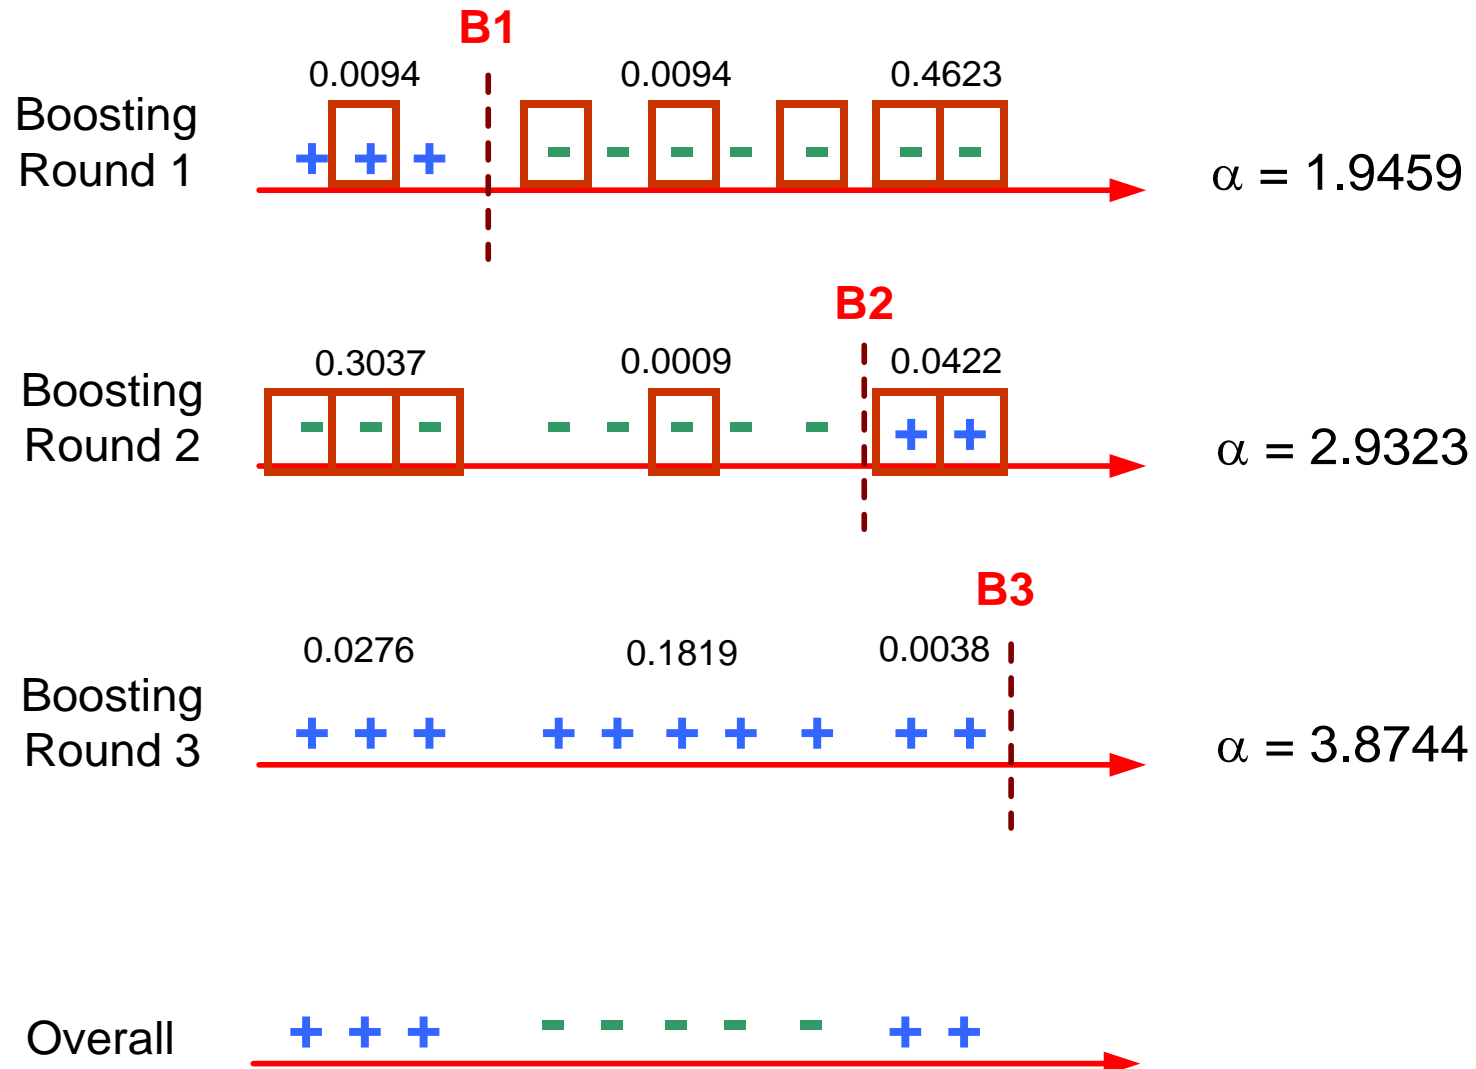 B1
0.0094 0.0094 0.4623
Boosting
Round 1
+ + + - - - - - - -
α = 1.9459
B2
0.3037 0.0009 0.0422
Boosting
Round 2
- - - - - - - - + +
α = 2.9323
B3
0.0276 0.1819 0.0038
Boosting
Round 3
+ + + + + + + + + +
α = 3.8744
Overall
+ + + - - - - - + +